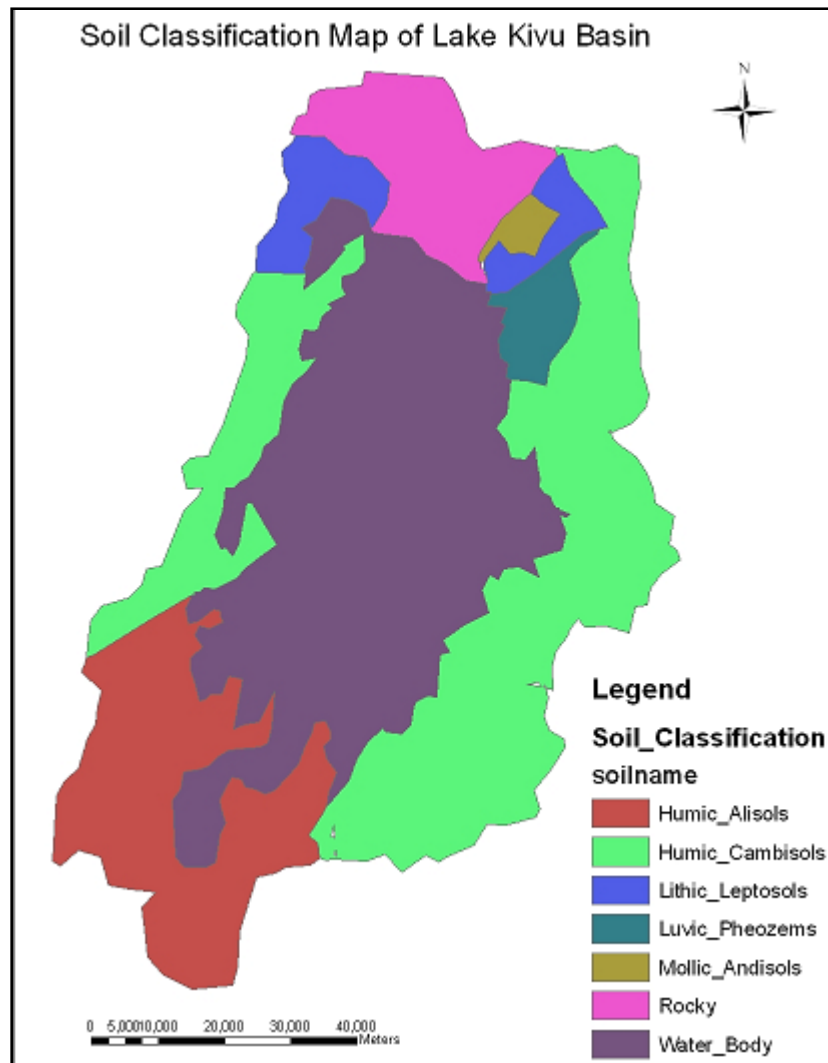 Soil Classification Map of Lake Kivu Basin
N
Legend
Soil_Classification
soilname
Humic_Alisols
Humic_Cambisols
Lithic_Leptosols
Luvic_Pheozems
Mollic_Andisols
Rocky
Water_Body
0 5,000 10,000 20,000 30,000 40,000
Meters